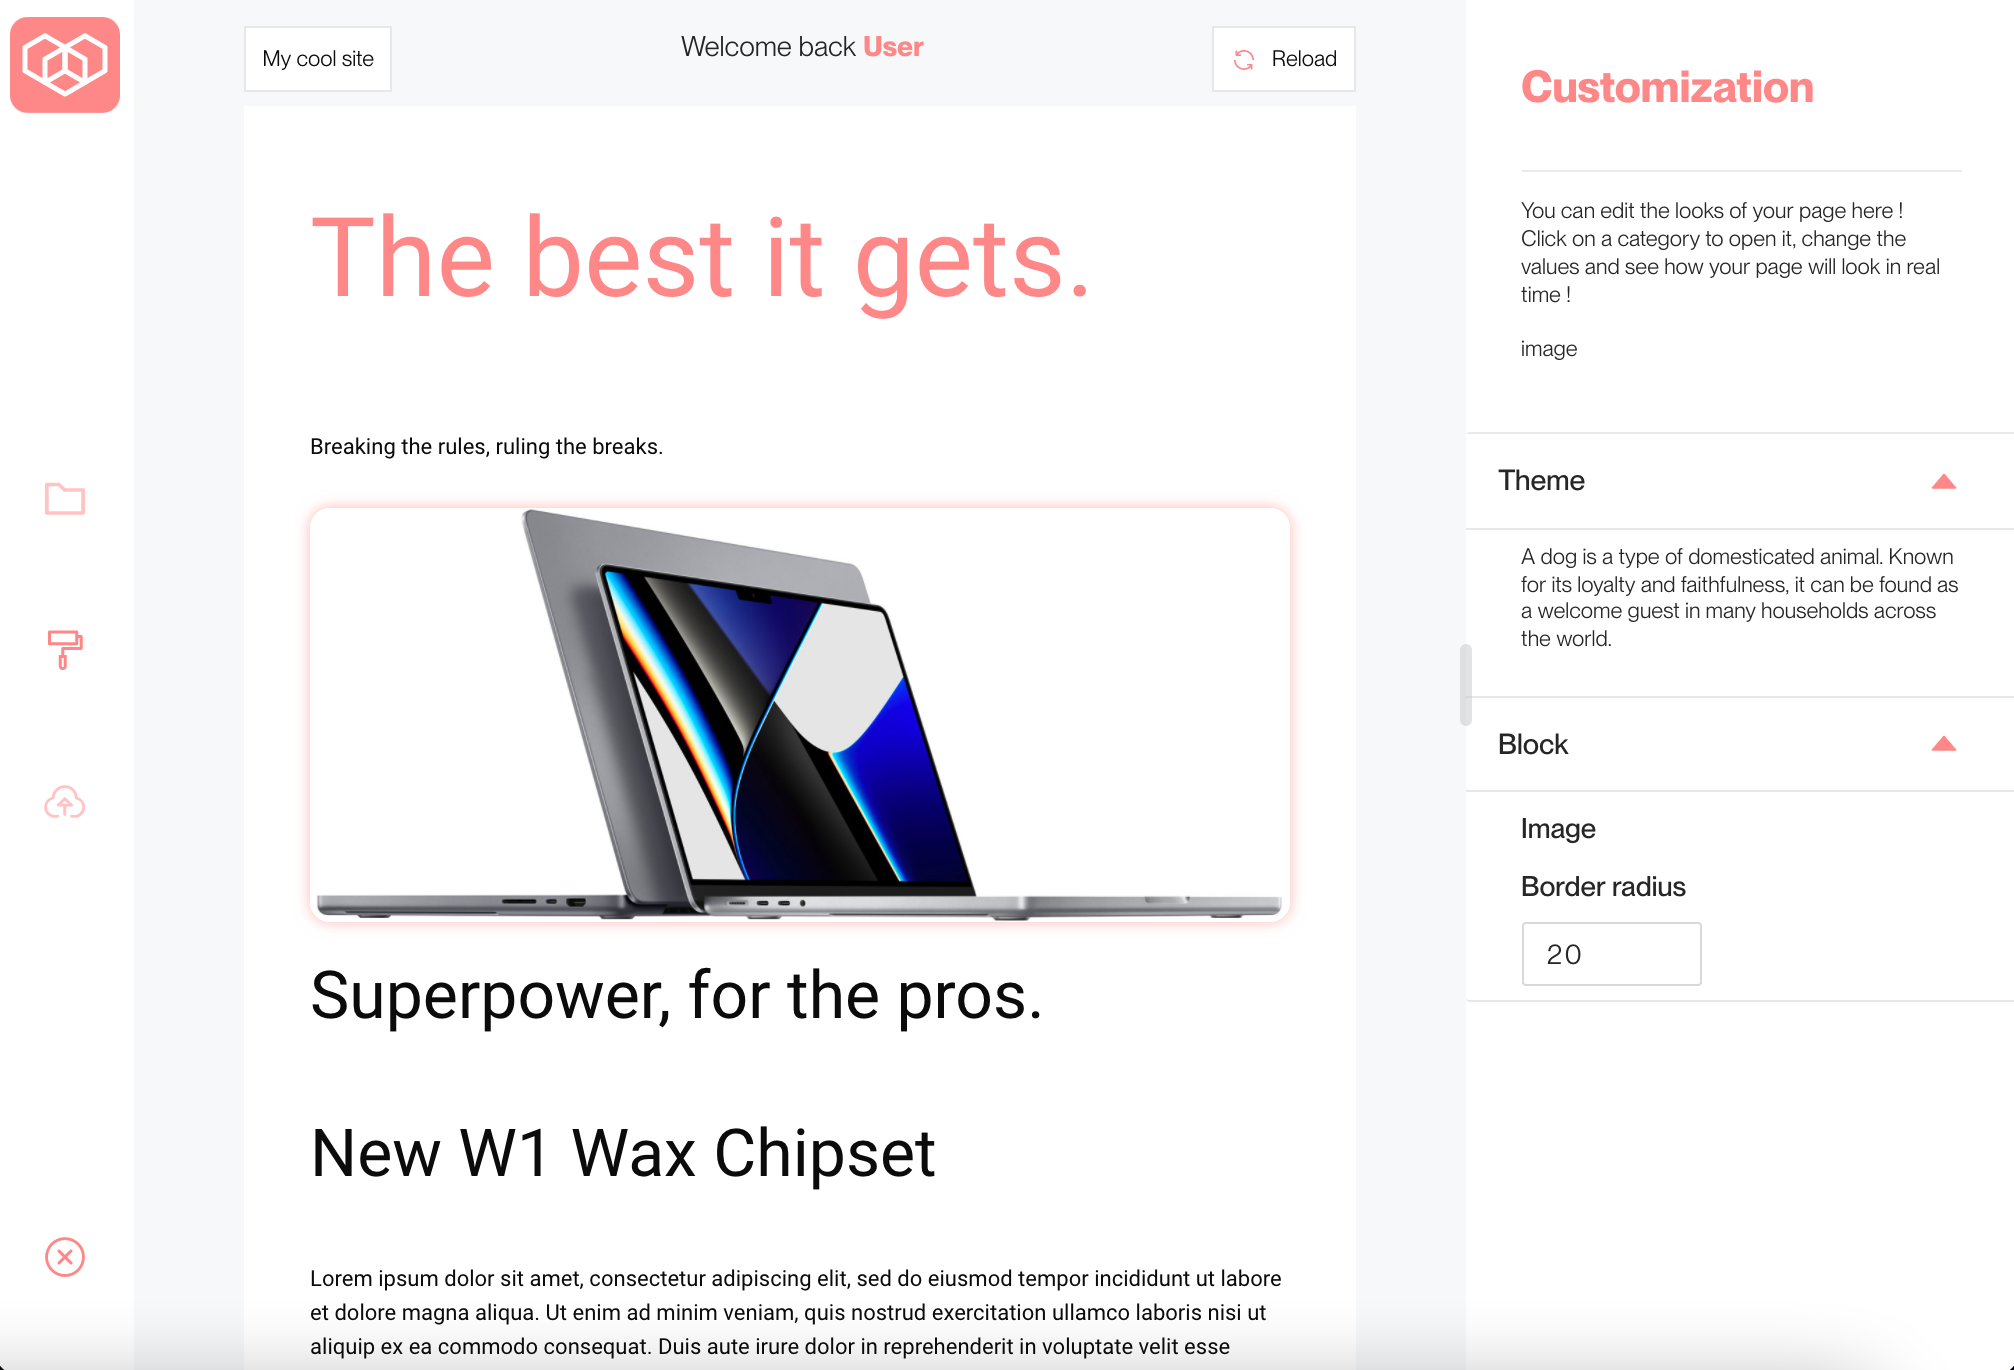 My cool site
Welcome back User
Reload
The best it gets.
Breaking the rules, ruling the breaks.
Superpower, for the pros.
New W1 Wax Chipset
Lorem ipsum dolor sit amet, consectetur adipiscing elit, sed do eiusmod tempor incididunt ut labore
et dolore magna aliqua. Ut enim ad minim veniam, quis nostrud exercitation ullamco laboris nisi ut
aliquip ex ea commodo consequat. Duis aute irure dolor in reprehenderit in voluptate velit esse
Customization
You can edit the looks of your page here !
Click on a category to open it, change the
values and see how your page will look in real
time !
image
Theme
A dog is a type of domesticated animal. Known
for its loyalty and faithfulness, it can be found as
a welcome guest in many households across
the world.
Block
Image
Border radius
20